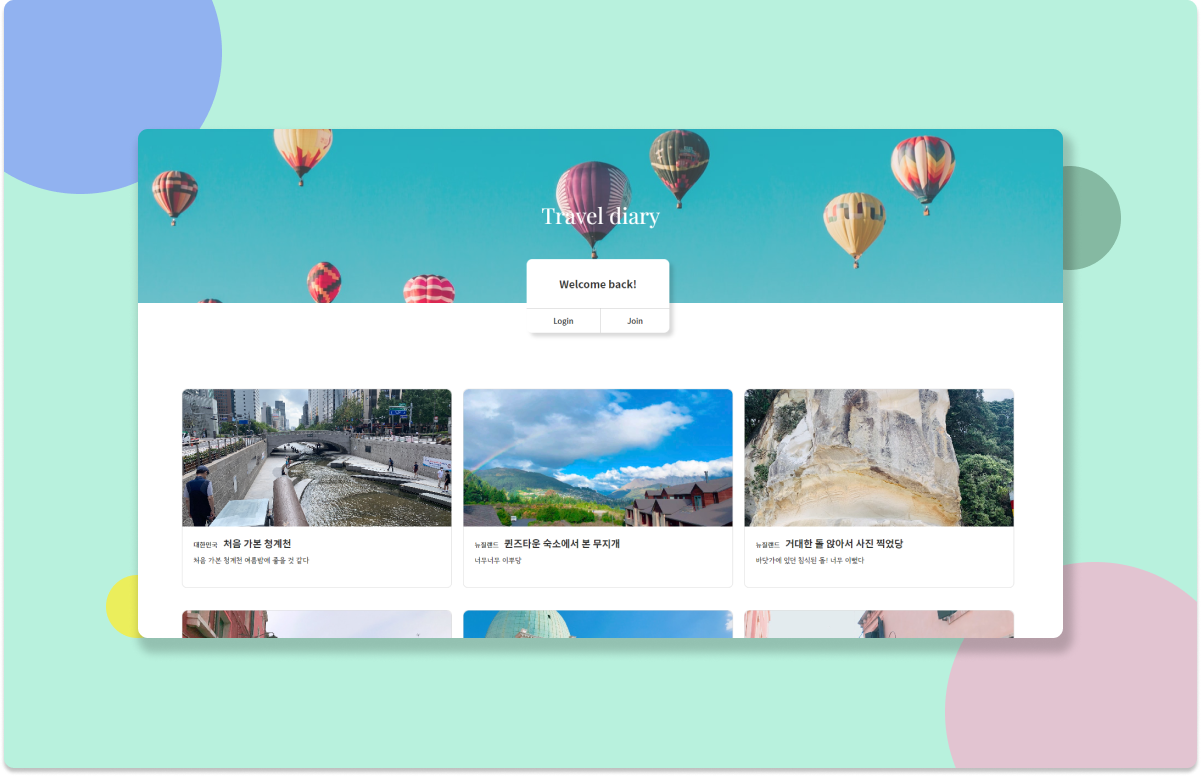 Travel diary
Welcome back!
Login Join
대한민국 처음 가본 청계천
처음 가본 청계천 여름밤에 좋을 것 같다
뉴질랜드 퀸즈타운 숙소에서 본 무지개
너무너무 이뿌당
뉴질랜드 거대한 돌 앉아서 사진 찍었당
바닷가에 있던 침식된 돌! 너무 이뻤다